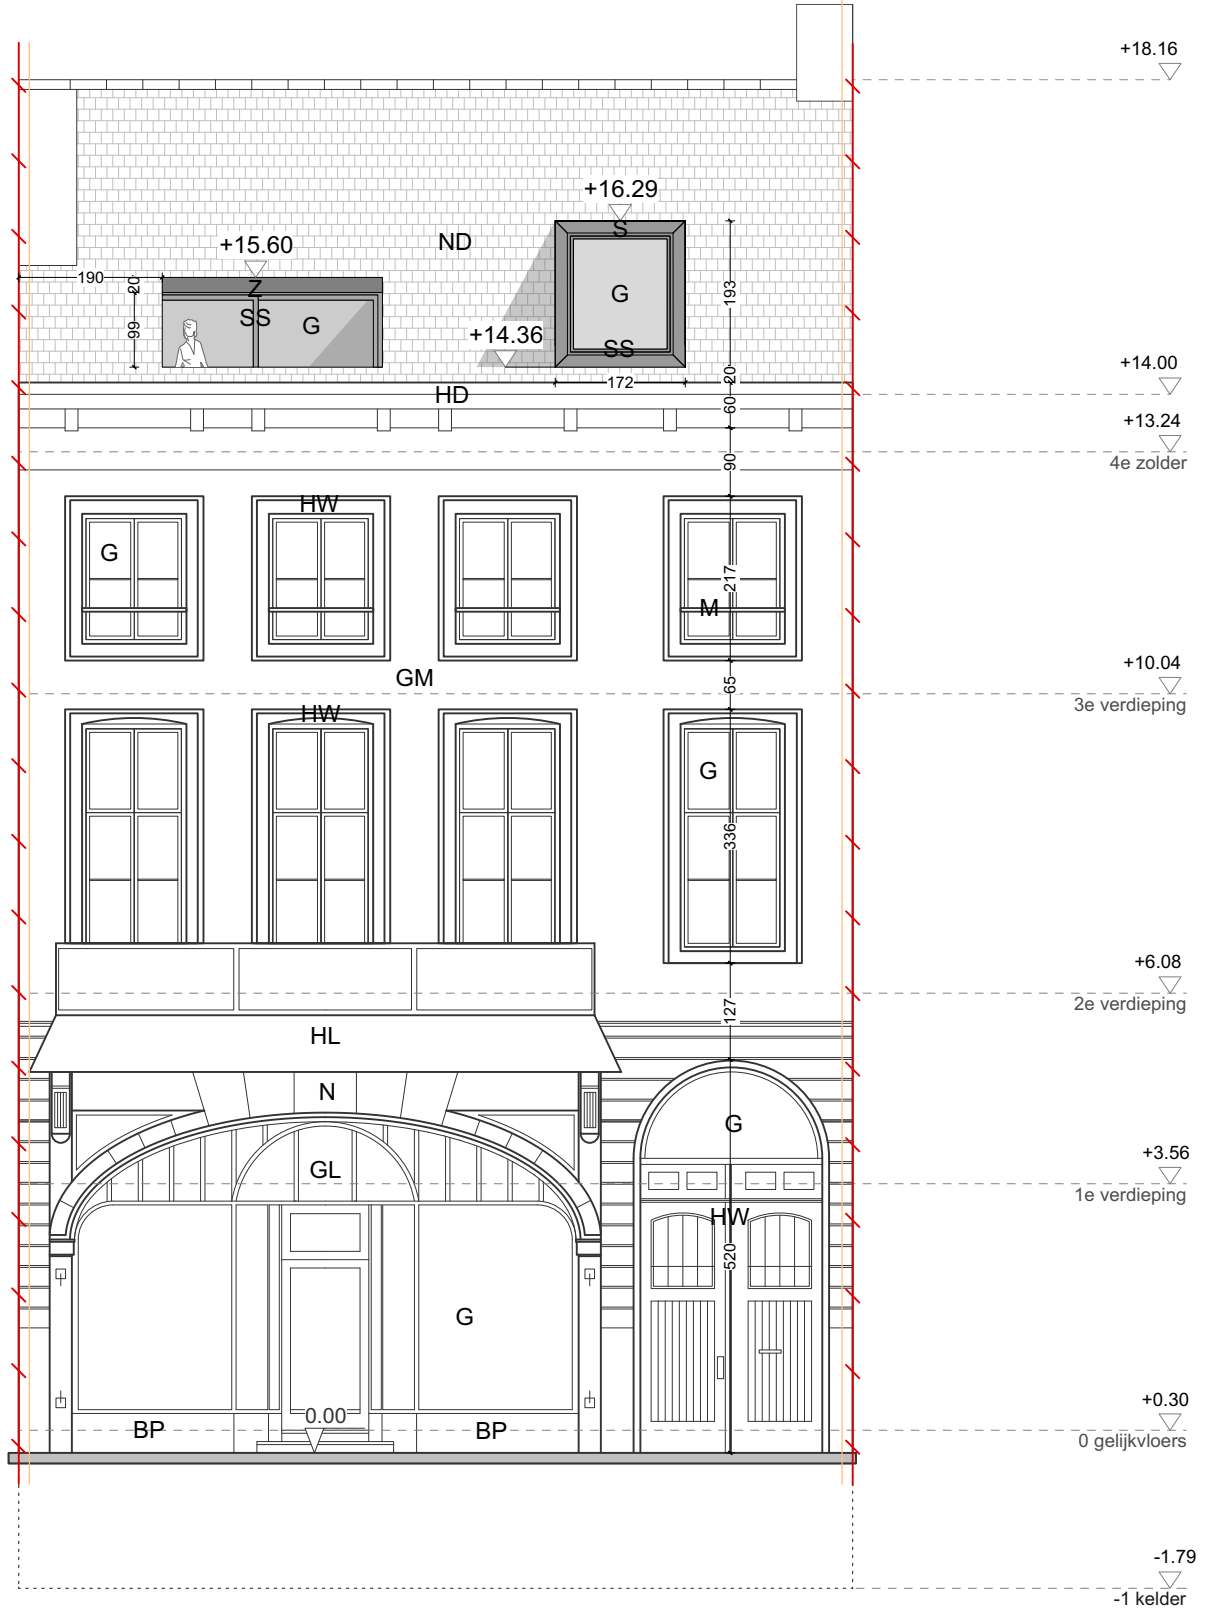 +18.16
+16.29
S
ND
+15.60
190
20
Z
SS
G
99
G
193
+14.36
SS
172
20
+14.00
HD
60
+13.24
90
4e zolder
HW
G
217
M
GM
65
+10.04
3e verdieping
HW
G
336
+6.08
2e verdieping
127
HL
N
G
GL
+3.56
1e verdieping
HW
520
G
0.00
BP
BP
+0.30
0 gelijkvloers
-1.79
-1 kelder